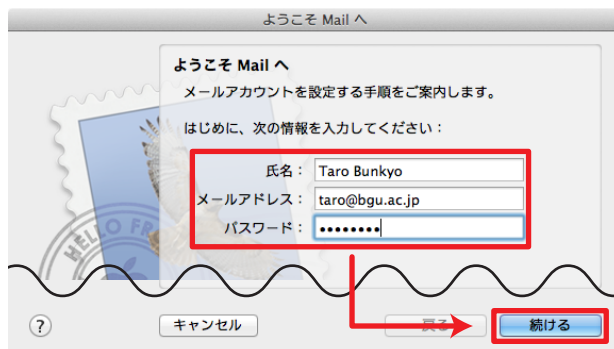 ようこそ Mail へ
ようこそ Mail へ
メールアカウントを設定する手順をご案内します。
はじめに、次の情報を入力してください：
氏名： Taro Bunkyo
メールアドレス： taro@bgu.ac.jp
パスワード： ••••••••
HELLO FR
? キャンセル 戻る 続ける